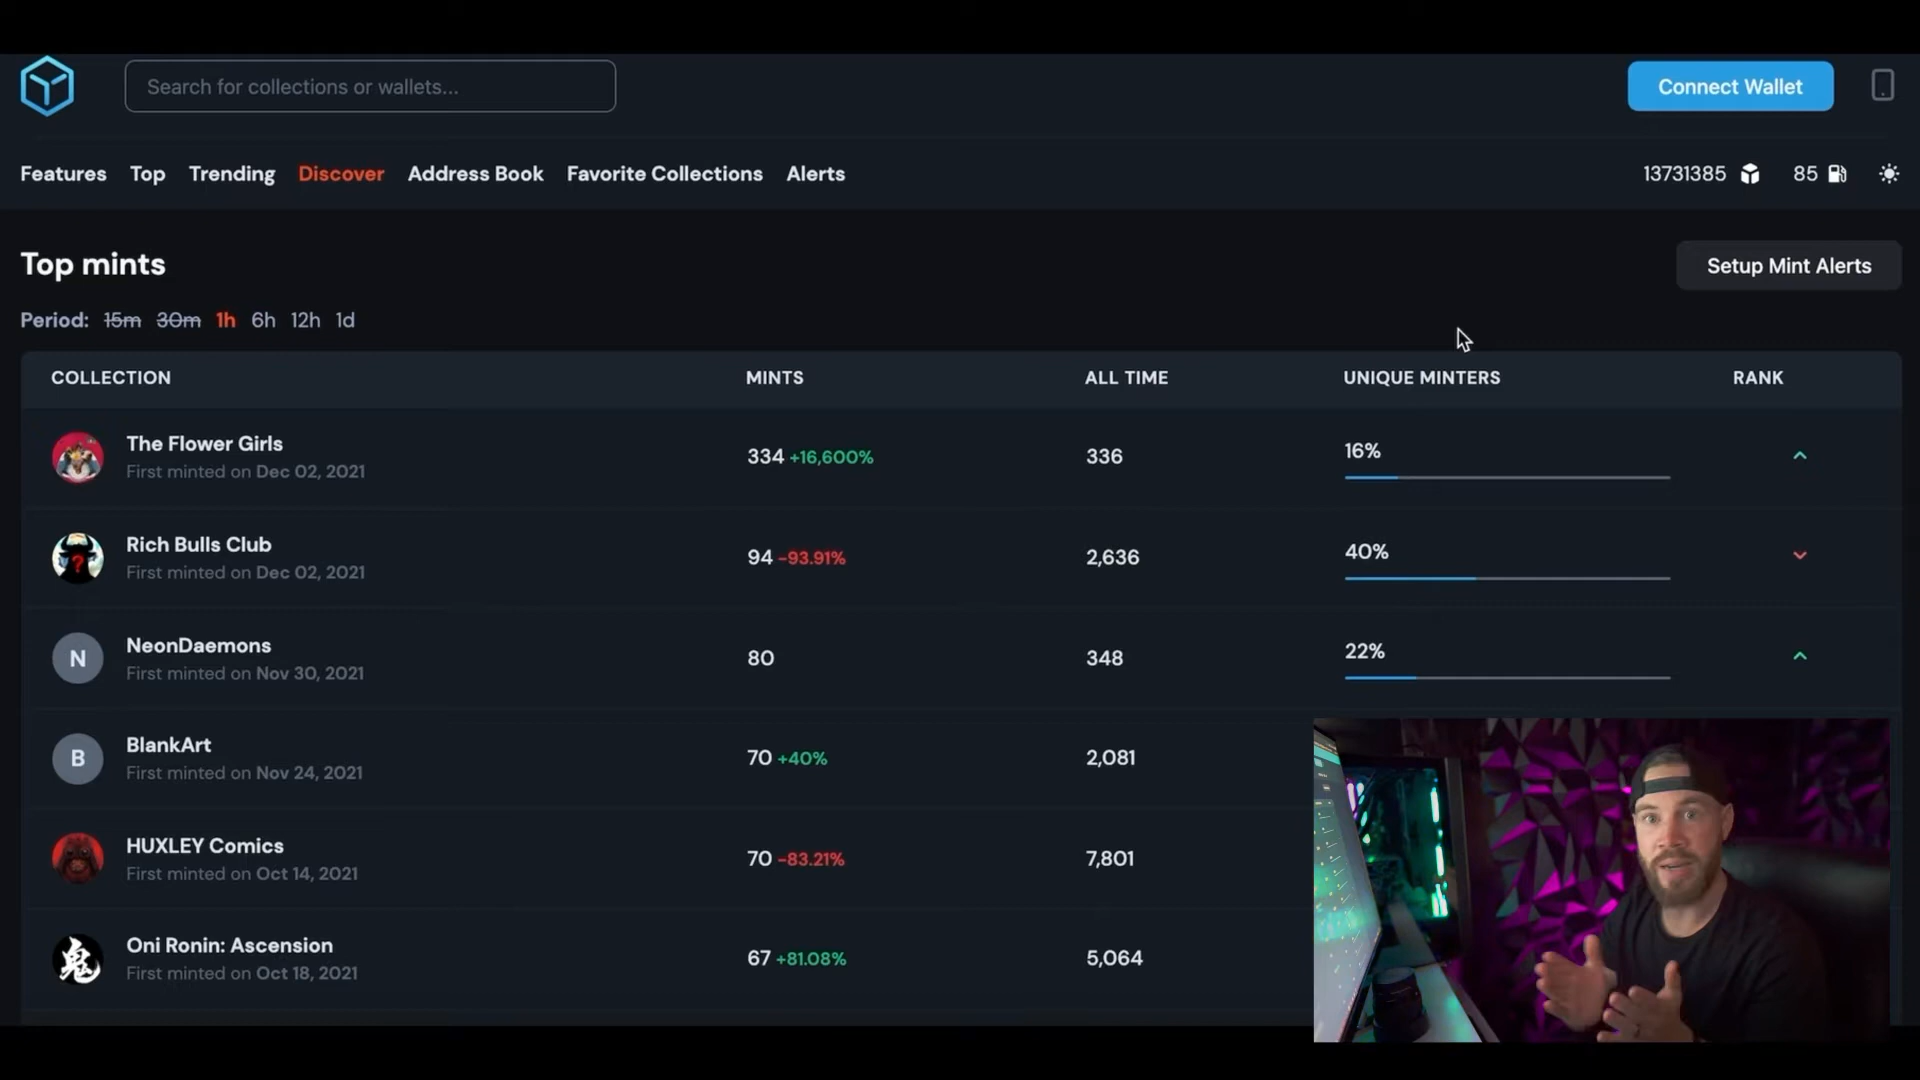 Search for collections or wallets...
Connect Wallet
Features Top Trending Discover Address Book Favorite Collections Alerts
13731385 85
Top mints
Setup Mint Alerts
Period: 15m 30m 1h 6h 12h 1d
COLLECTION MINTS ALL TIME UNIQUE MINTERS RANK
The Flower Girls
First minted on Dec 02, 2021
334 +16,600% 336 16%
Rich Bulls Club
First minted on Dec 02, 2021
94 -93.91% 2,636 40%
?
NeonDaemons
First minted on Nov 30, 2021
N 80 348 22%
BlankArt
First minted on Nov 24, 2021
B 70 +40% 2,081
HUXLEY Comics
First minted on Oct 14, 2021
70 -83.21% 7,801
Oni Ronin: Ascension
First minted on Oct 18, 2021
鬼 67 +81.08% 5,064